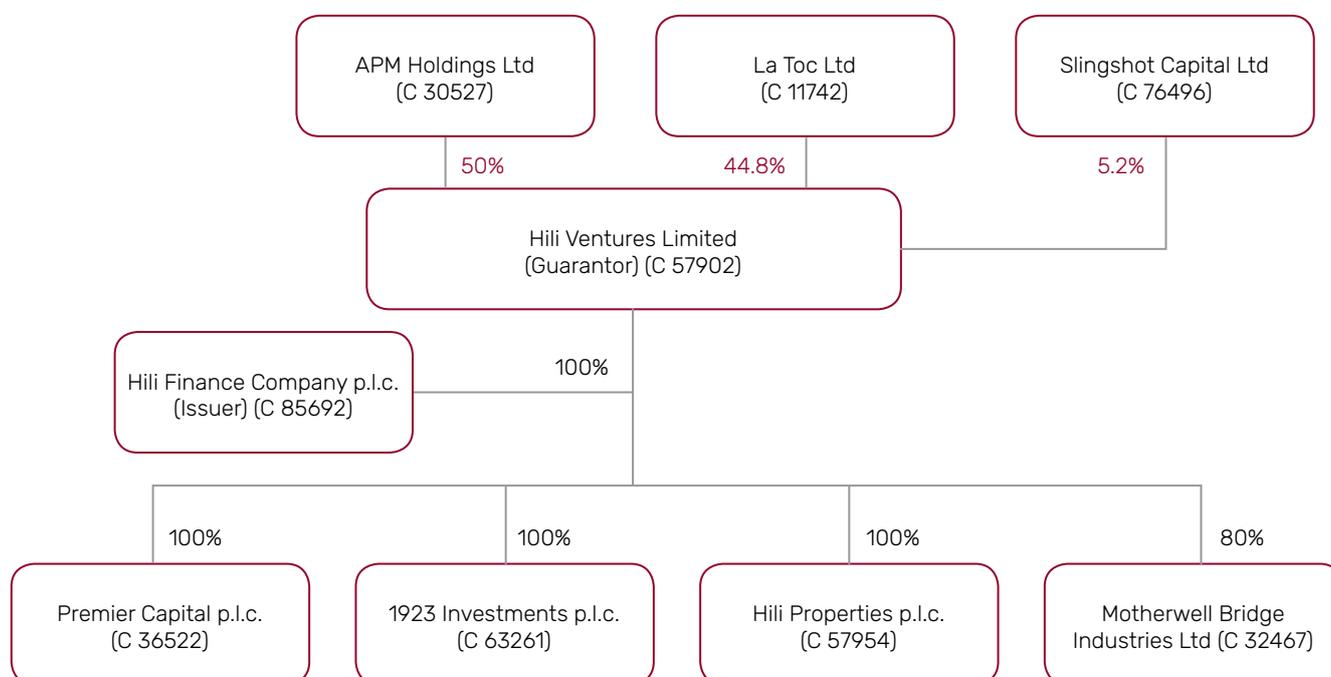 APM Holdings Ltd
(C 30527)
La Toc Ltd
(C 11742)
Slingshot Capital Ltd
(C 76496)
50%
44.8%
5.2%
Hili Ventures Limited
(Guarantor) (C 57902)
100%
Hili Finance Company p.l.c.
(Issuer) (C 85692)
100%
100%
100%
80%
Premier Capital p.l.c.
(C 36522)
1923 Investments p.l.c.
(C 63261)
Hili Properties p.l.c.
(C 57954)
Motherwell Bridge
Industries Ltd (C 32467)